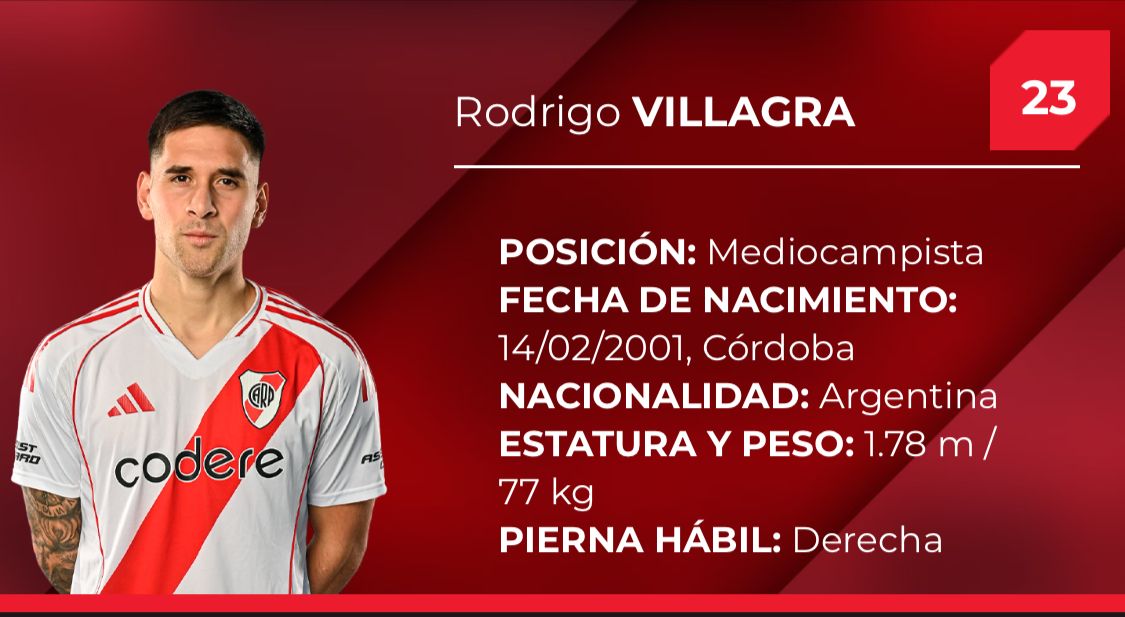 Rodrigo VILLAGRA
23
POSICIÓN: Mediocampista
FECHA DE NACIMIENTO:
14/02/2001, Córdoba
NACIONALIDAD: Argentina
ESTATURA Y PESO: 1.78 m /
77 kg
PIERNA HÁBIL: Derecha
CARP
codere